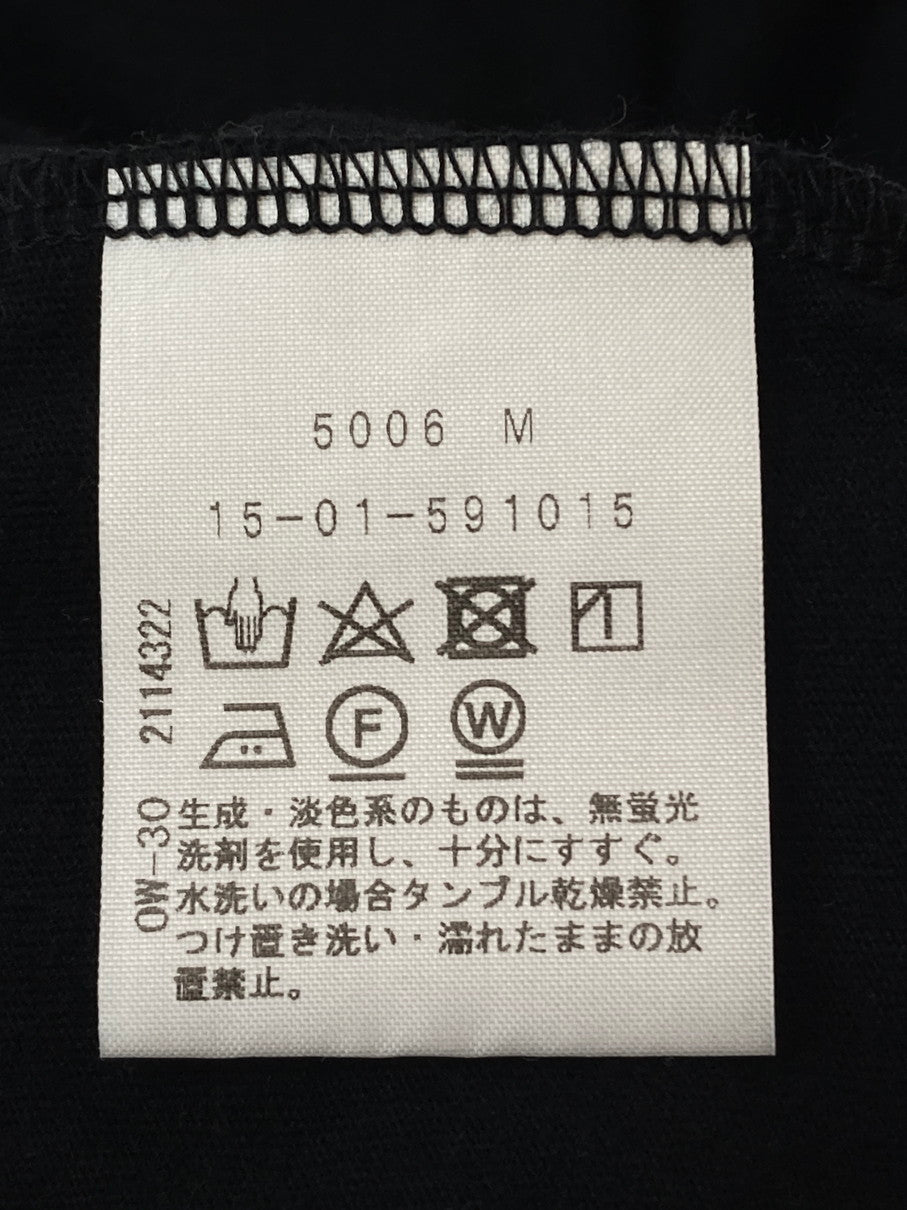 5006 M
15-01-591015
F W
2114322
OW-30
生成・淡色系のものは、無蛍光
洗剤を使用し、十分にすすぐ。
水洗いの場合タンブル乾燥禁止。
つけ置き洗い・濡れたままの放
置禁止。